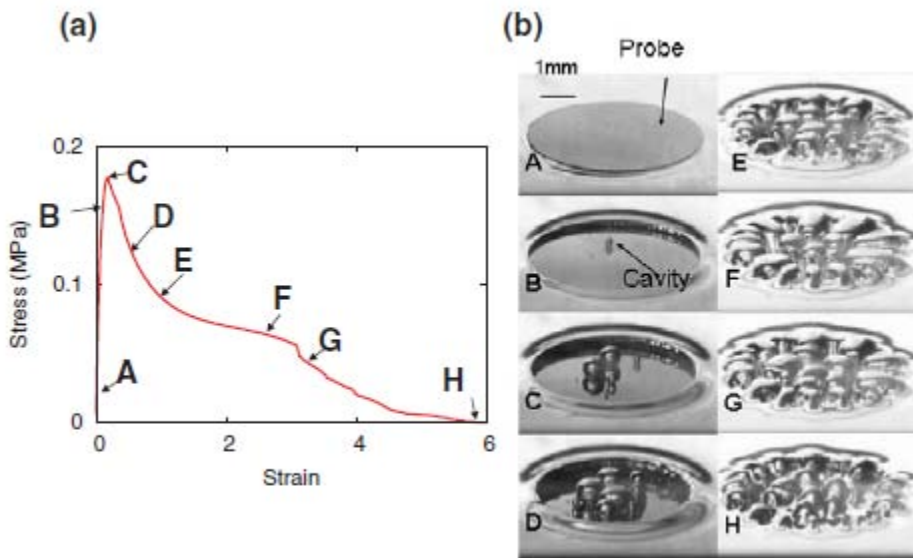 (a)
0.2
0.1
0
Stress (MPa)
0 2 4 6
Strain
A
B
C
D
E
F
G
H
(b)
Probe
1mm
A
B
Cavity
C
D
E
F
G
H